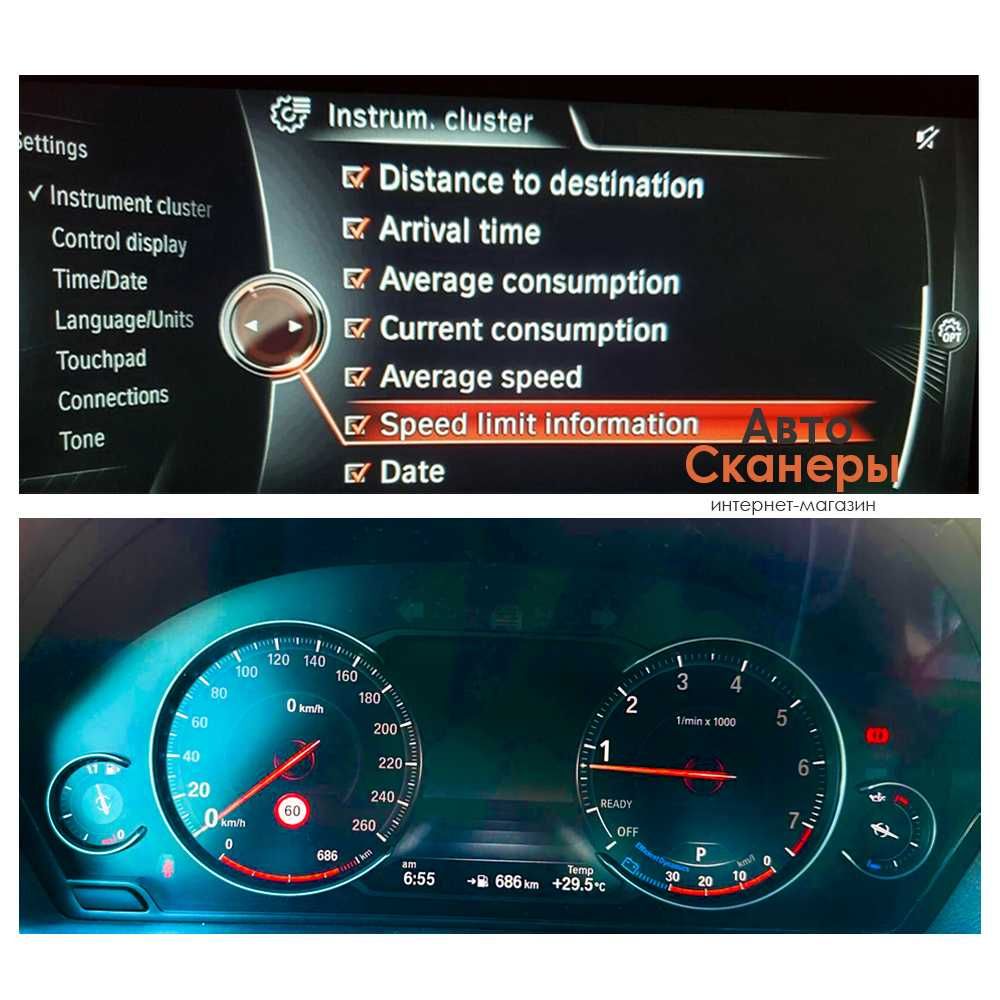 Settings
Instrument cluster
Control display
Time/Date
Language/Units
Touchpad
Connections
Tone
Instrum. cluster
Distance to destination
Arrival time
Average consumption
Current consumption
Average speed
Speed limit information
Date
OPT
Авто
Сканеры
интернет-магазин
0 km/h
0 km/h
20
40
60
80
100
120
140
160
180
200
220
240
260
60
0
686 km
am
6:55
686 km
Temp
+29.5°C
1/min x 1000
OFF
READY
1
2
3
4
5
6
7
P
EfficientDynamics
30
20
10
0
km/l
0